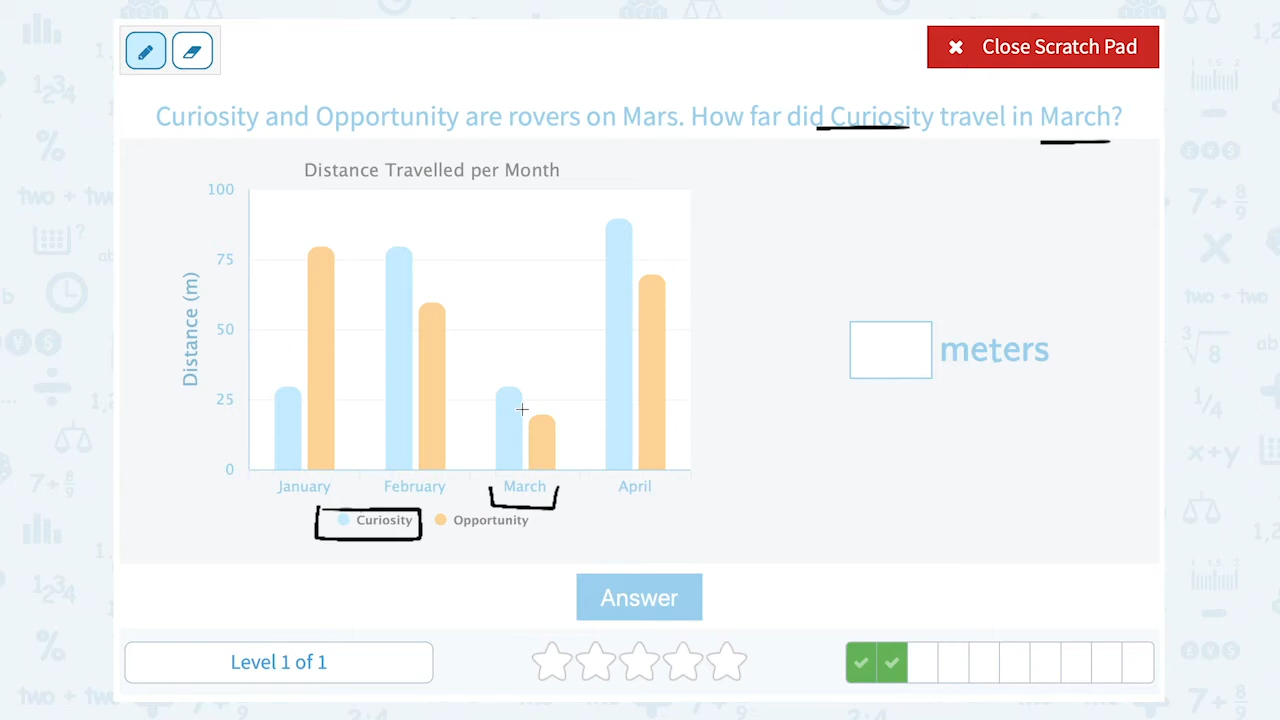 Close Scratch Pad
Curiosity and Opportunity are rovers on Mars. How far did Curiosity travel in March?
Distance Travelled per Month
Distance (m)
100
75
50
25
0
January February March April
Curiosity Opportunity
meters
Answer
Level 1 of 1